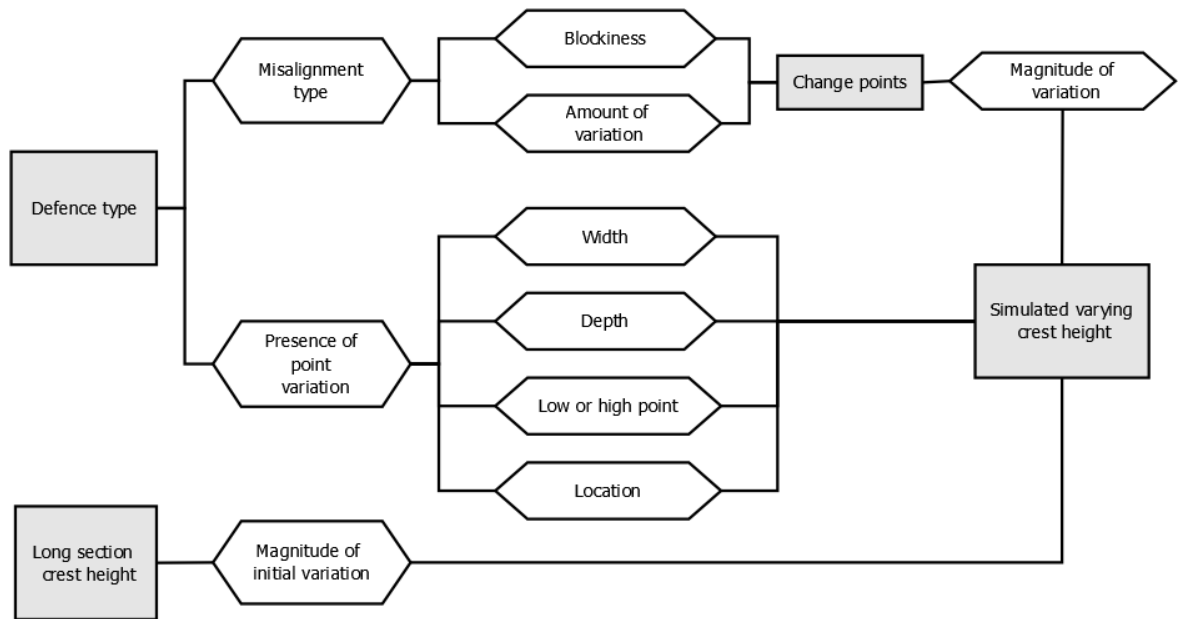 Defence type
Misalignment
type
Blockiness
Amount of
variation
Change points
Magnitude of
variation
Presence of
point
variation
Width
Depth
Low or high point
Location
Simulated varying
crest height
Long section
crest height
Magnitude of
initial variation